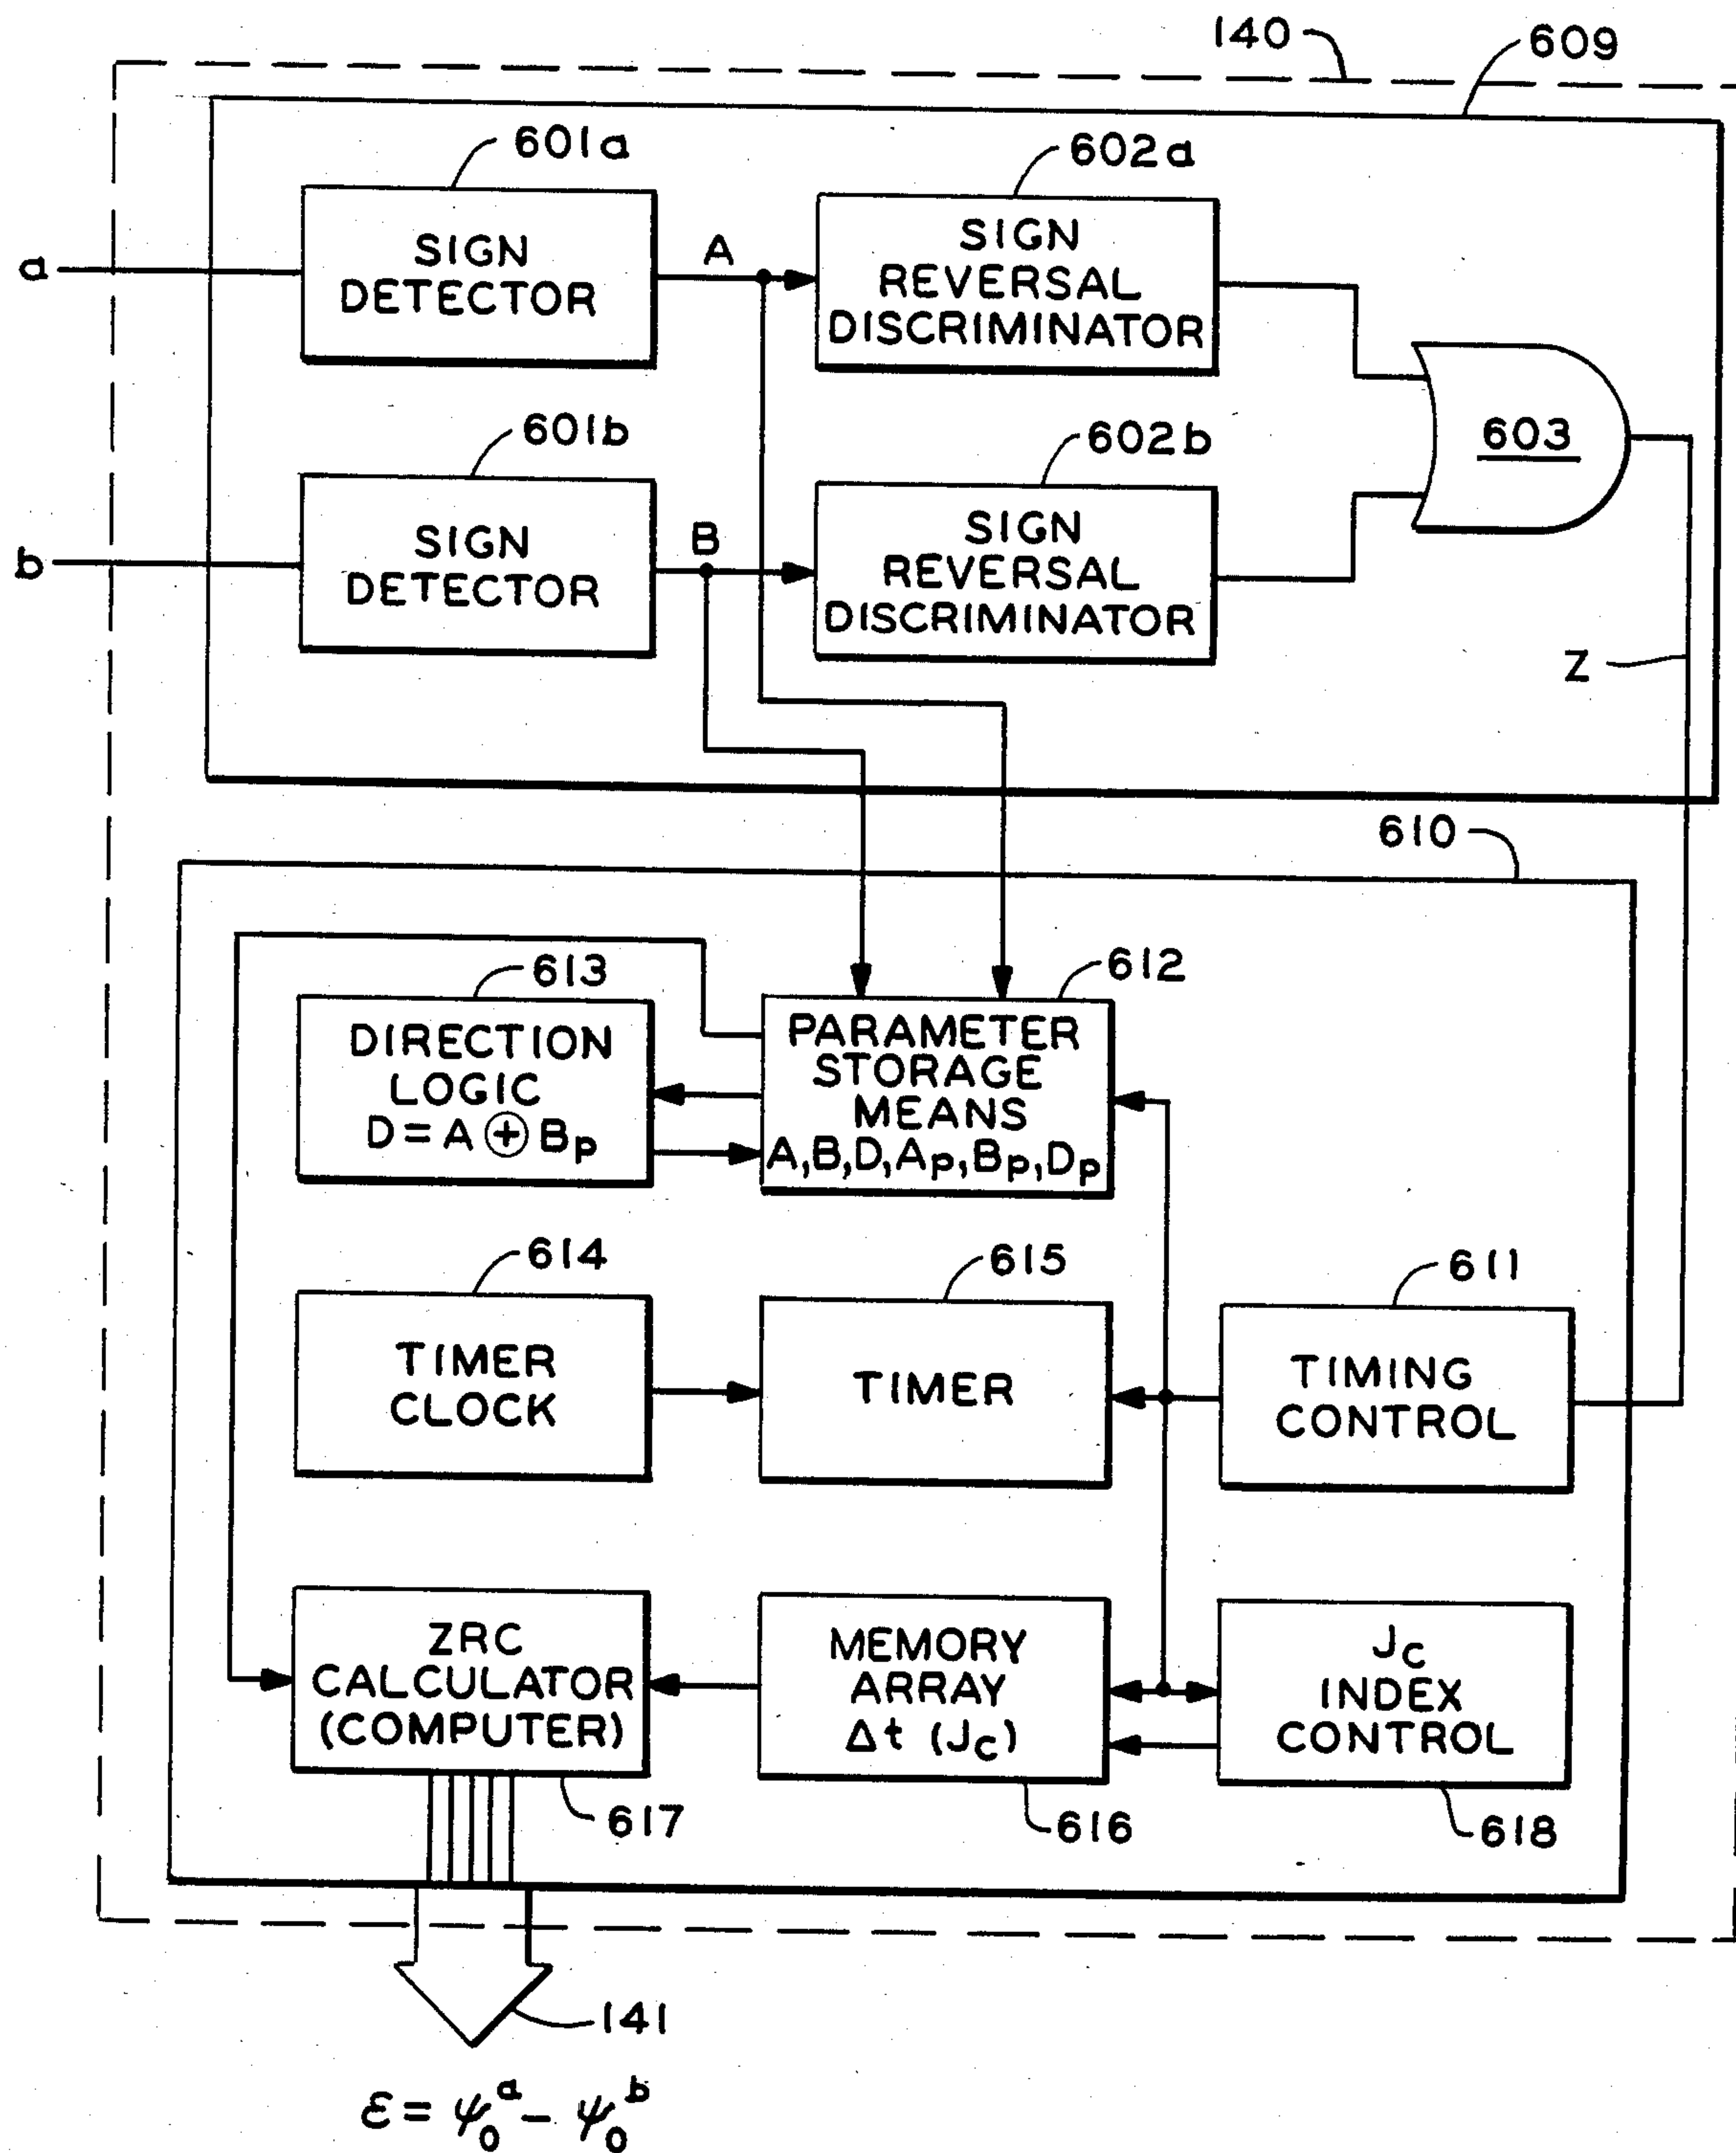 140
609
601a
602a
SIGN
DETECTOR
a
A
SIGN
REVERSAL
DISCRIMINATOR
603
601b
602b
SIGN
DETECTOR
b
B
SIGN
REVERSAL
DISCRIMINATOR
Z
610
613
612
DIRECTION
LOGIC
D = A ⊕ Bp
PARAMETER
STORAGE
MEANS
A,B,D,Ap,Bp,Dp
614
615
611
TIMER
CLOCK
TIMER
TIMING
CONTROL
ZRC
CALCULATOR
(COMPUTER)
MEMORY
ARRAY
Δt (Jc)
Jc
INDEX
CONTROL
617
616
618
141
ε = ψ₀ᵃ - ψ₀ᵇ